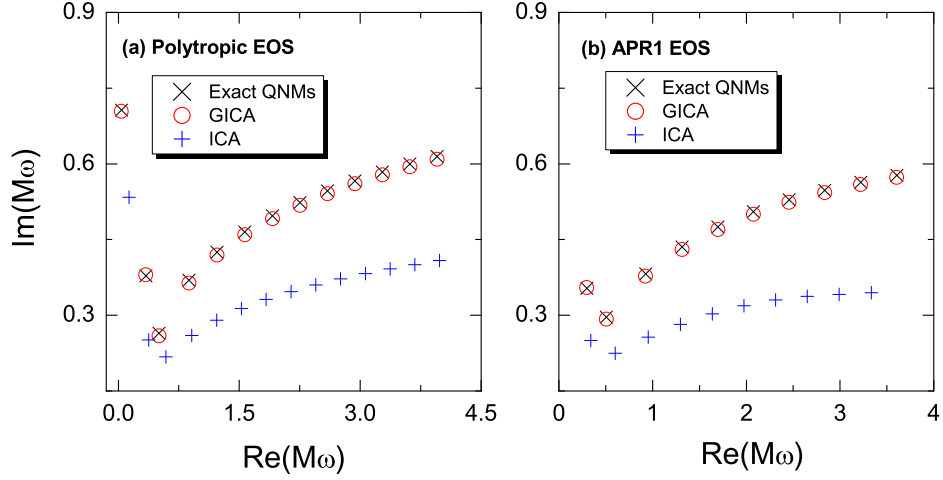 (a) Polytropic EOS
Exact QNMs
GICA
ICA
0.9
0.6
0.3
Im(Mω)
0.0
1.5
3.0
4.5
Re(Mω)
(b) APR1 EOS
Exact QNMs
GICA
ICA
0.9
0.6
0.3
0
1
2
3
4
Re(Mω)